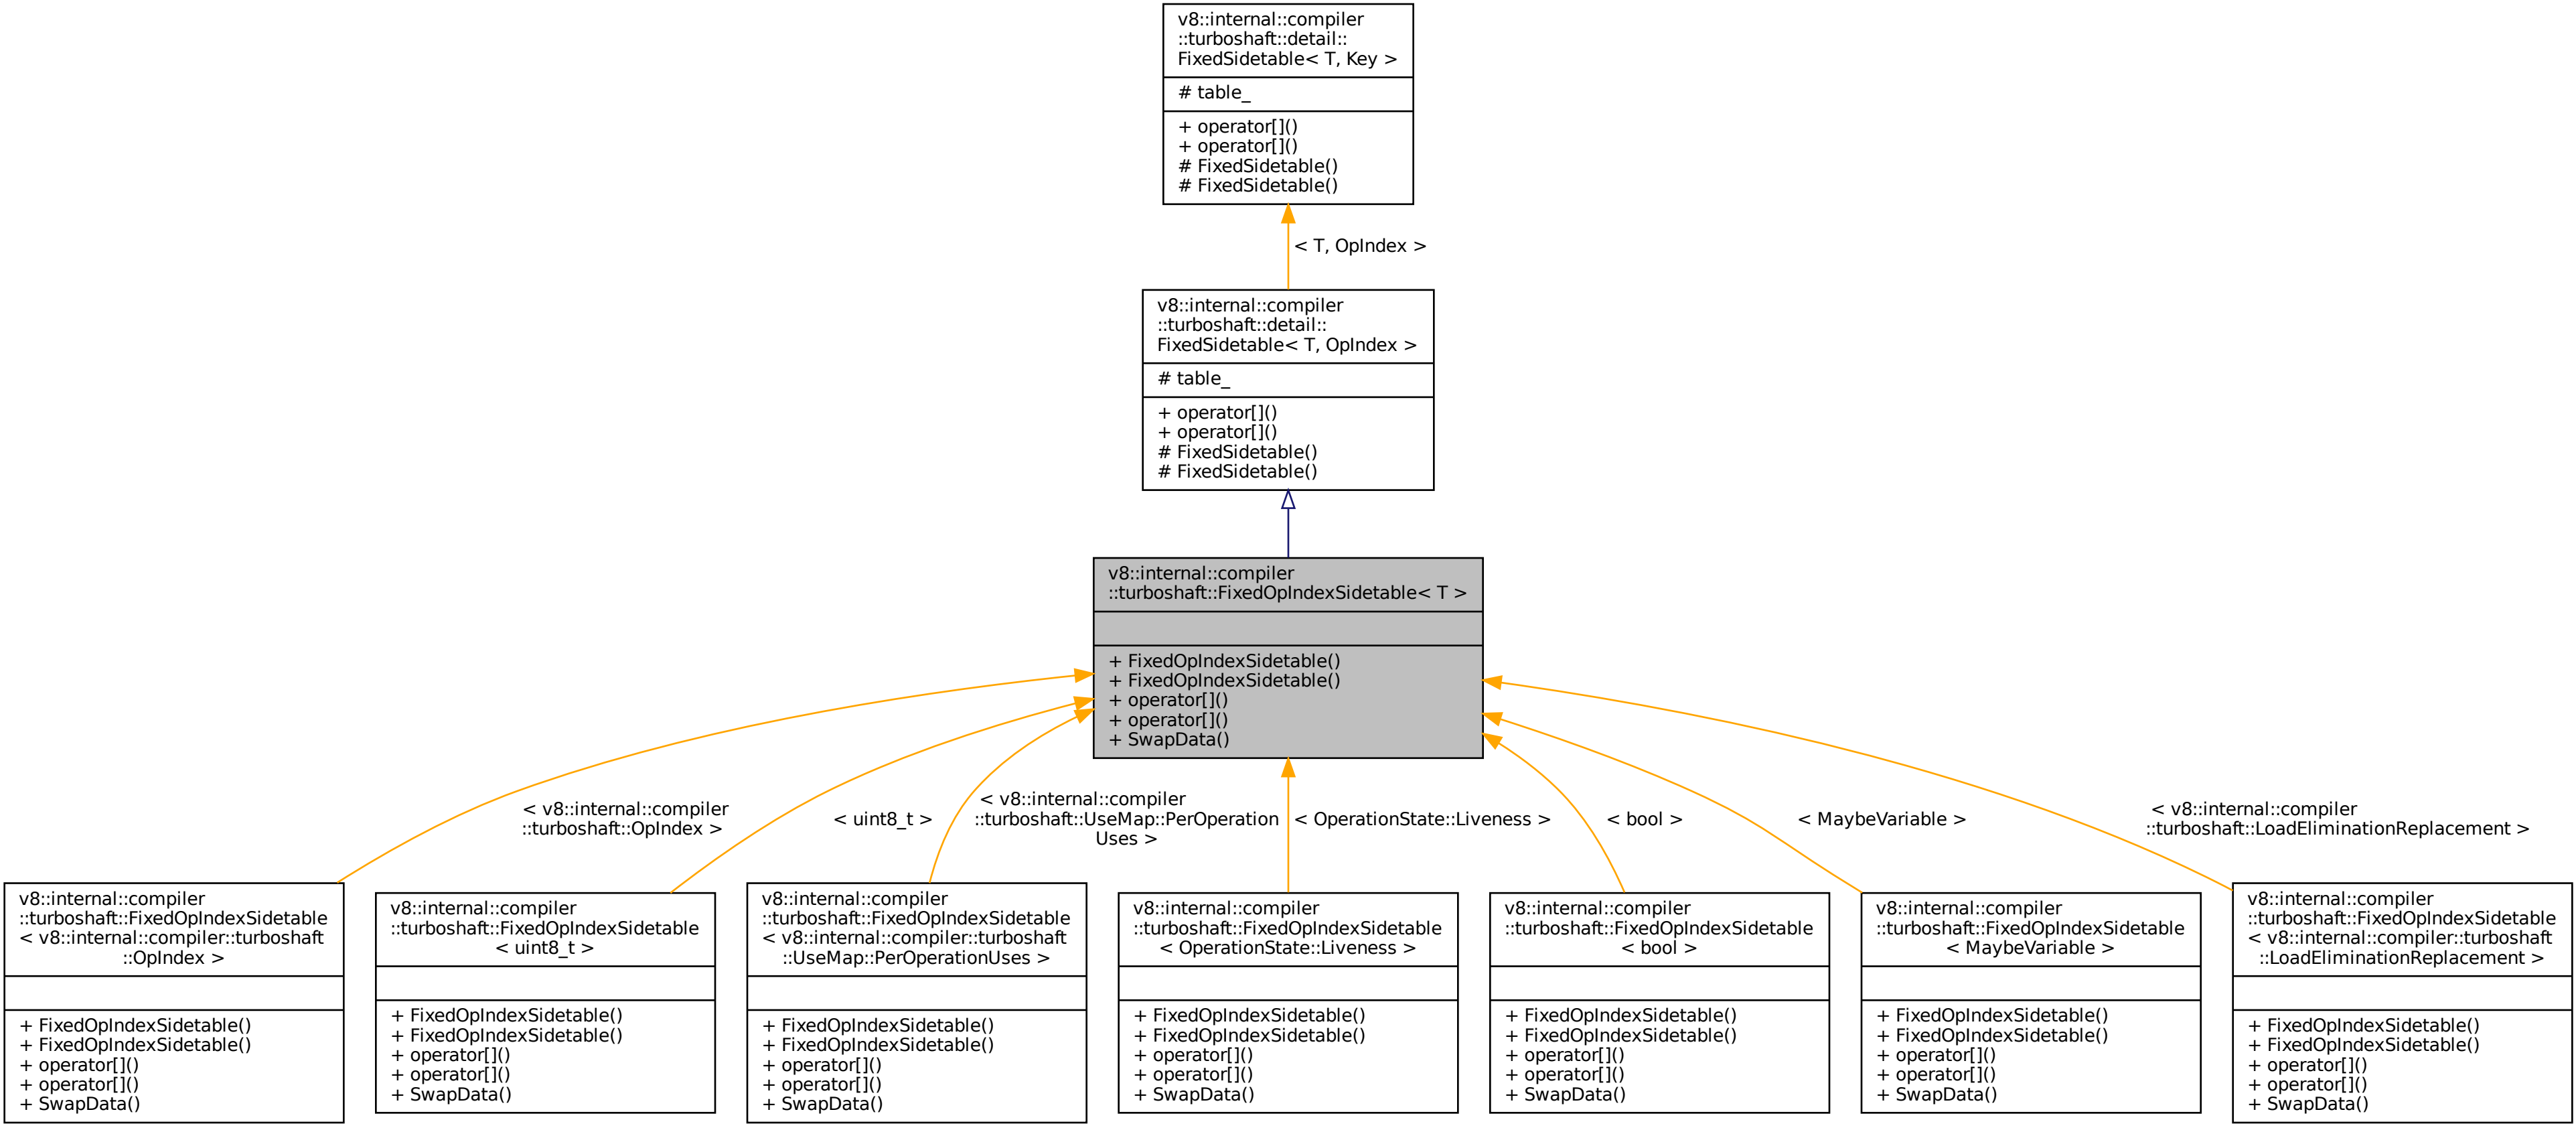 v8::internal::compiler
::turboshaft::detail::
FixedSidetable< T, Key >
# table_
+ operator[]()
+ operator[]()
# FixedSidetable()
# FixedSidetable()
< T, OpIndex >
v8::internal::compiler
::turboshaft::detail::
FixedSidetable< T, OpIndex >
# table_
+ operator[]()
+ operator[]()
# FixedSidetable()
# FixedSidetable()
v8::internal::compiler
::turboshaft::FixedOpIndexSidetable< T >
+ FixedOpIndexSidetable()
+ FixedOpIndexSidetable()
+ operator[]()
+ operator[]()
+ SwapData()
< v8::internal::compiler
::turboshaft::OpIndex >
< uint8_t >
< v8::internal::compiler
::turboshaft::UseMap::PerOperation
Uses >
< OperationState::Liveness >
< bool >
< MaybeVariable >
< v8::internal::compiler
::turboshaft::LoadEliminationReplacement >
v8::internal::compiler
::turboshaft::FixedOpIndexSidetable
< v8::internal::compiler::turboshaft
::OpIndex >
+ FixedOpIndexSidetable()
+ FixedOpIndexSidetable()
+ operator[]()
+ operator[]()
+ SwapData()
v8::internal::compiler
::turboshaft::FixedOpIndexSidetable
< uint8_t >
+ FixedOpIndexSidetable()
+ FixedOpIndexSidetable()
+ operator[]()
+ operator[]()
+ SwapData()
v8::internal::compiler
::turboshaft::FixedOpIndexSidetable
< v8::internal::compiler::turboshaft
::UseMap::PerOperationUses >
+ FixedOpIndexSidetable()
+ FixedOpIndexSidetable()
+ operator[]()
+ operator[]()
+ SwapData()
v8::internal::compiler
::turboshaft::FixedOpIndexSidetable
< OperationState::Liveness >
+ FixedOpIndexSidetable()
+ FixedOpIndexSidetable()
+ operator[]()
+ operator[]()
+ SwapData()
v8::internal::compiler
::turboshaft::FixedOpIndexSidetable
< bool >
+ FixedOpIndexSidetable()
+ FixedOpIndexSidetable()
+ operator[]()
+ operator[]()
+ SwapData()
v8::internal::compiler
::turboshaft::FixedOpIndexSidetable
< MaybeVariable >
+ FixedOpIndexSidetable()
+ FixedOpIndexSidetable()
+ operator[]()
+ operator[]()
+ SwapData()
v8::internal::compiler
::turboshaft::FixedOpIndexSidetable
< v8::internal::compiler::turboshaft
::LoadEliminationReplacement >
+ FixedOpIndexSidetable()
+ FixedOpIndexSidetable()
+ operator[]()
+ operator[]()
+ SwapData()